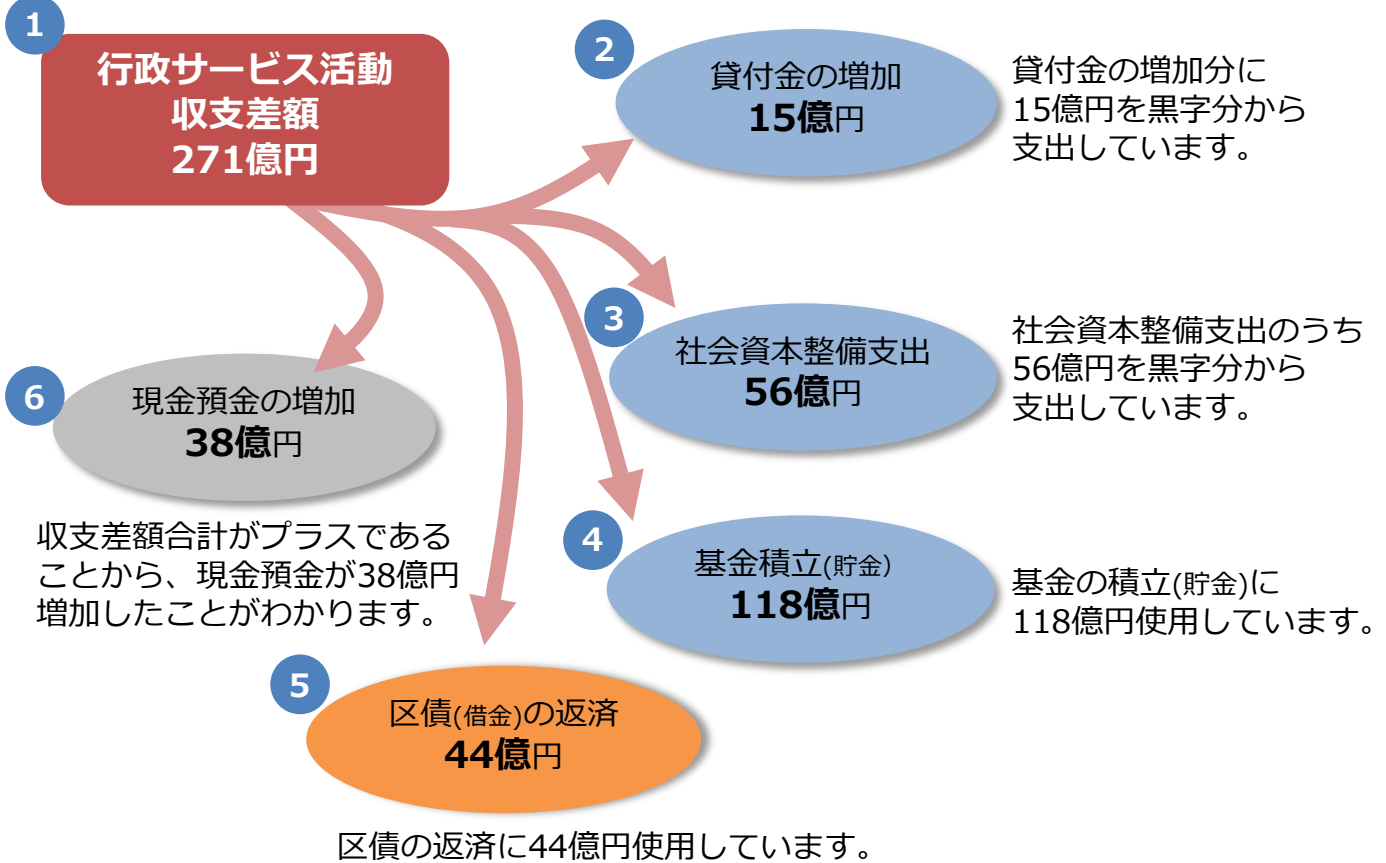 1
行政サービス活動
収支差額
271億円
2
貸付金の増加
15億円
貸付金の増加分に
15億円を黒字分から
支出しています。
3
社会資本整備支出
56億円
社会資本整備支出のうち
56億円を黒字分から
支出しています。
6
現金預金の増加
38億円
収支差額合計がプラスである
ことから、現金預金が38億円
増加したことがわかります。
4
基金積立(貯金)
118億円
基金の積立(貯金)に
118億円使用しています。
5
区債(借金)の返済
44億円
区債の返済に44億円使用しています。